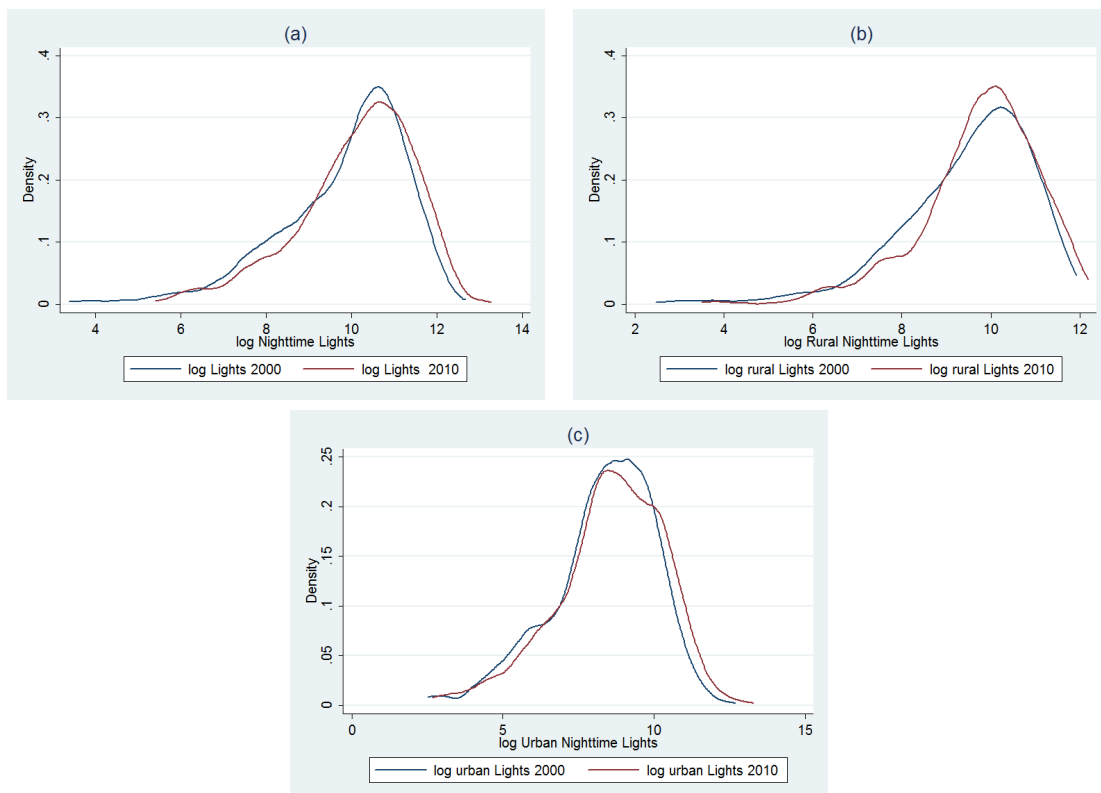 (a)
.4
.3
.2
.1
0
Density
4 6 8 10 12 14
log Nighttime Lights
log Lights 2000 log Lights 2010
(b)
.4
.3
.2
.1
0
Density
2 4 6 8 10 12
log Rural Nighttime Lights
log rural Lights 2000 log rural Lights 2010
(c)
.25
.2
.15
.1
.05
0
Density
0 5 10 15
log Urban Nighttime Lights
log urban Lights 2000 log urban Lights 2010